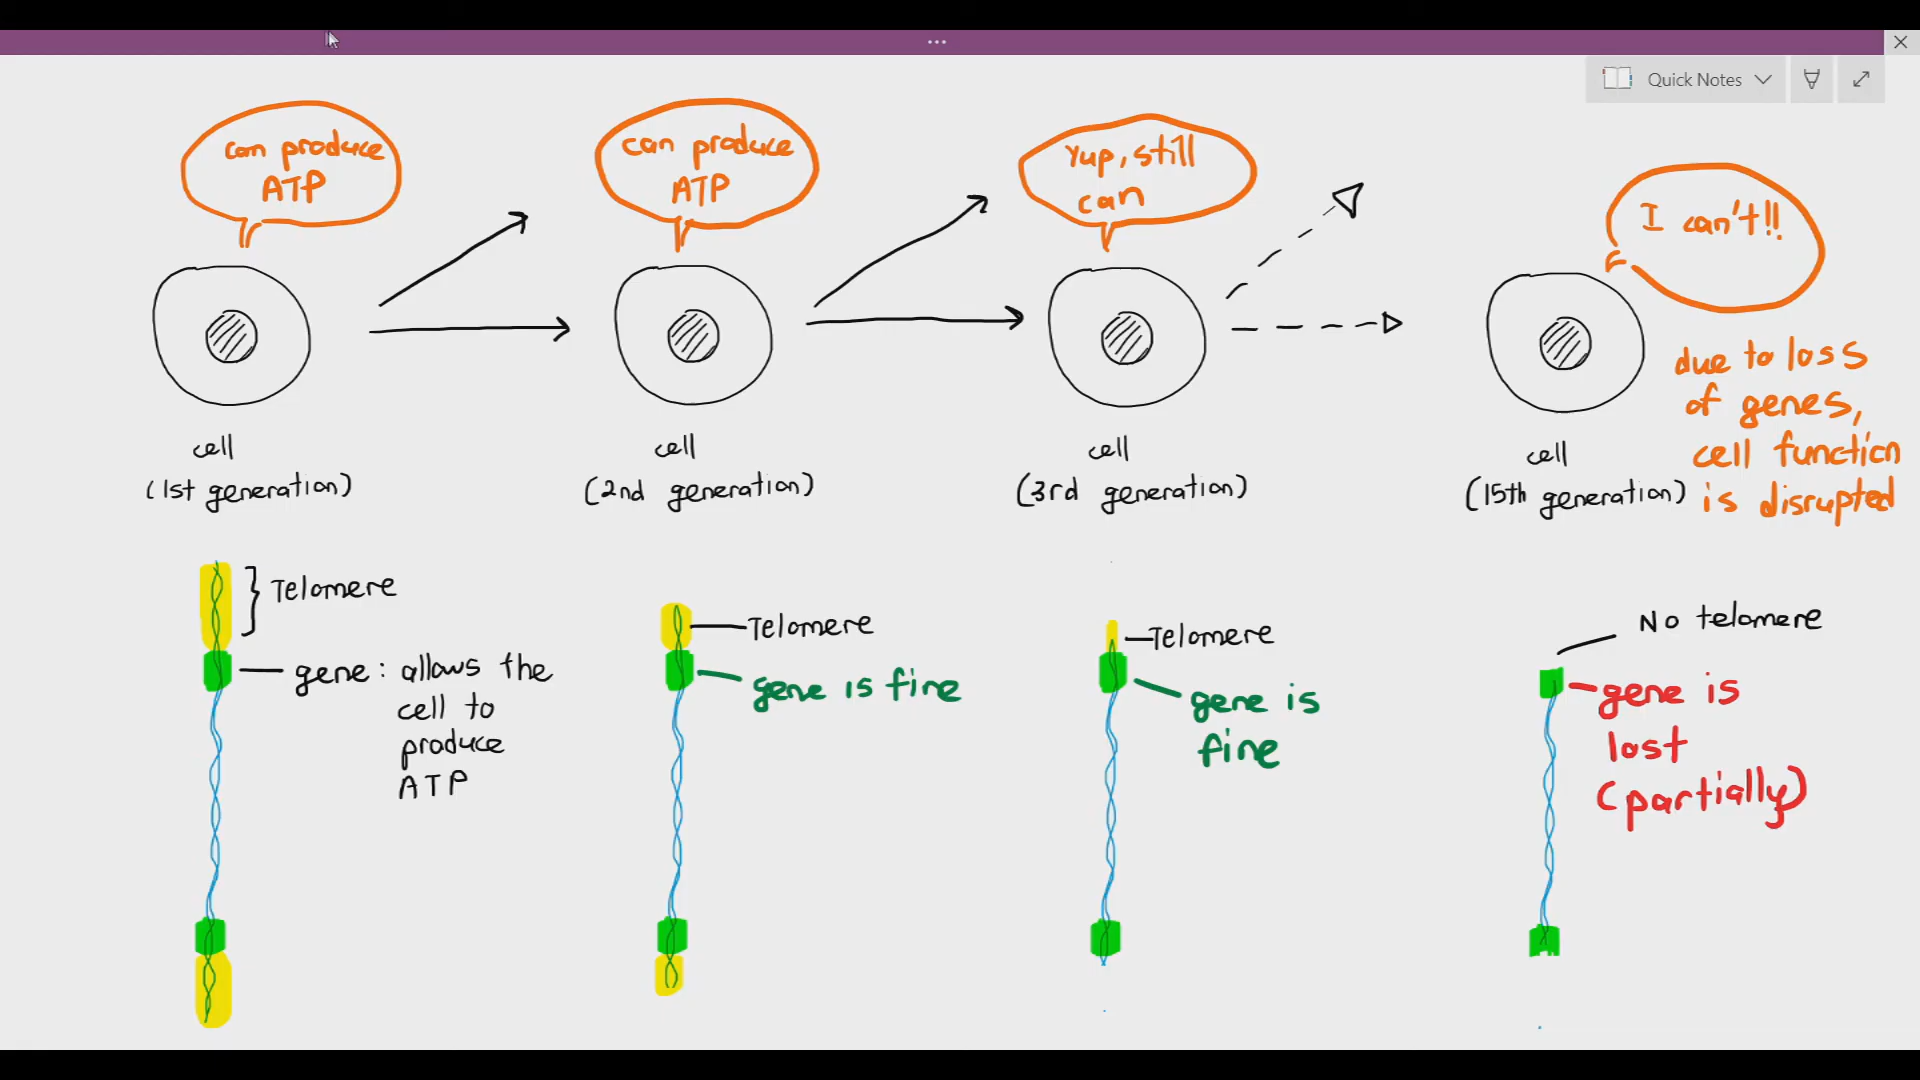 Quick Notes
can produce
ATP
can produce
ATP
Yup, still
can
I can't!!
due to loss
of genes,
cell function
is disrupted
cell
(1st generation)
cell
(2nd generation)
cell
(3rd generation)
cell
(15th generation)
Telomere
gene: allows the
cell to
produce
ATP
Telomere
gene is fine
Telomere
gene is
fine
No telomere
gene is
lost
(partially)